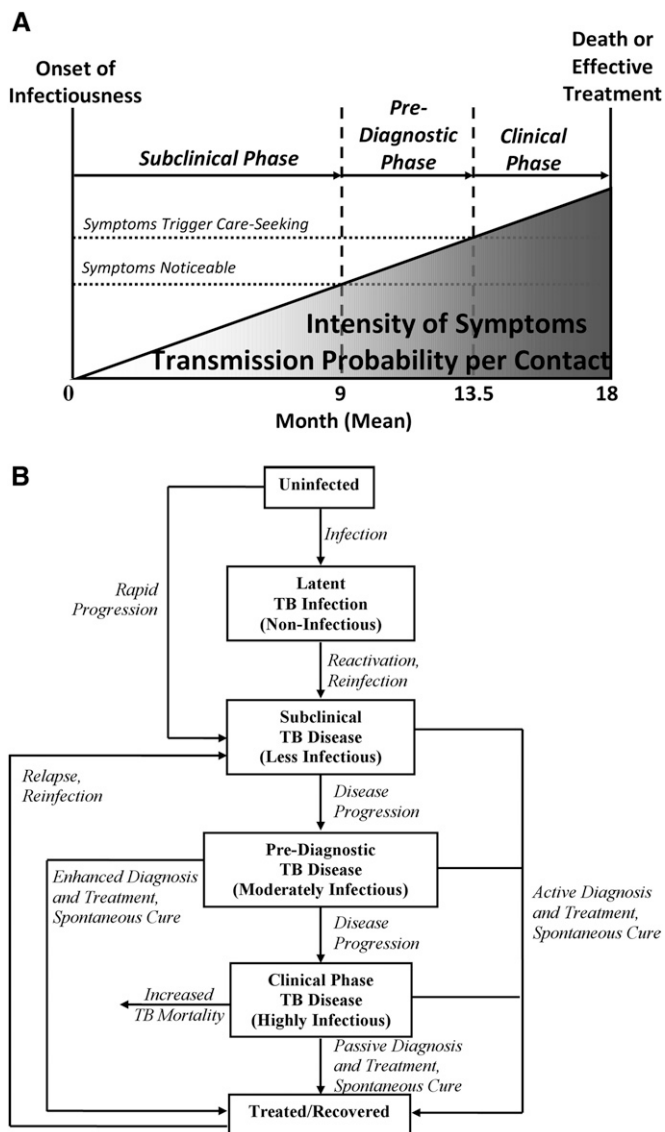 A
Onset of
Infectiousness
Death or
Effective
Treatment
Subclinical Phase
Pre-
Diagnostic
Phase
Clinical
Phase
Symptoms Trigger Care-Seeking
Symptoms Noticeable
Intensity of Symptoms
Transmission Probability per Contact
0
9
13.5
18
Month (Mean)
B
Uninfected
Infection
Rapid
Progression
Latent
TB Infection
(Non-Infectious)
Reactivation,
Reinfection
Subclinical
TB Disease
(Less Infectious)
Relapse,
Reinfection
Disease
Progression
Pre-Diagnostic
TB Disease
(Moderately Infectious)
Enhanced Diagnosis
and Treatment,
Spontaneous Cure
Active Diagnosis
and Treatment,
Spontaneous Cure
Disease
Progression
Clinical Phase
TB Disease
(Highly Infectious)
Increased
TB Mortality
Passive Diagnosis
and Treatment,
Spontaneous Cure
Treated/Recovered